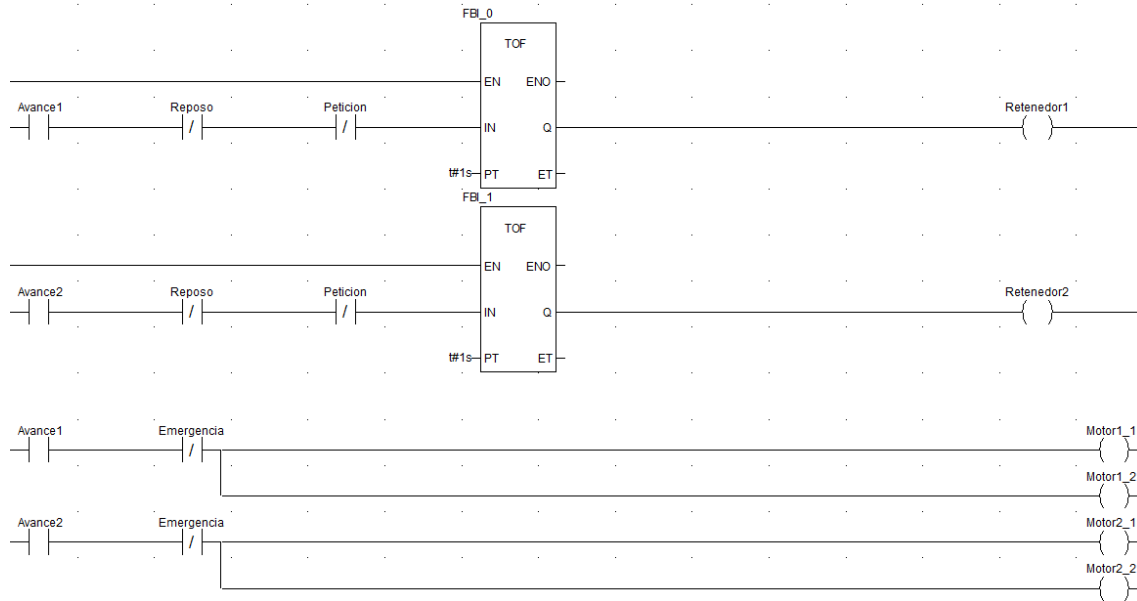 FBI_0
TOF
EN ENO
Avance1 Reposo Peticion Retenedor1
IN Q
t#1s PT ET
FBI_1
TOF
EN ENO
Avance2 Reposo Peticion Retenedor2
IN Q
t#1s PT ET
Avance1 Emergencia Motor1_1
Motor1_2
Avance2 Emergencia Motor2_1
Motor2_2